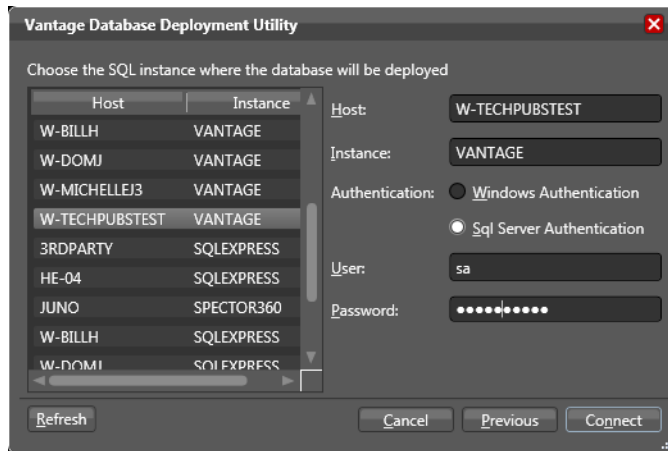 Vantage Database Deployment Utility
Choose the SQL instance where the database will be deployed
Host Instance
W-BILLH VANTAGE
W-DOMJ VANTAGE
W-MICHELLEJ3 VANTAGE
W-TECHPUBSTEST VANTAGE
3RDPARTY SQLEXPRESS
HE-04 SQLEXPRESS
JUNO SPECTOR360
W-BILLH SQLEXPRESS
W-DOMJ SQLEXPRESS
Host: W-TECHPUBSTEST
Instance: VANTAGE
Authentication: Windows Authentication
Sql Server Authentication
User: sa
Password: ●●●●●●●●●●
Refresh Cancel Previous Connect